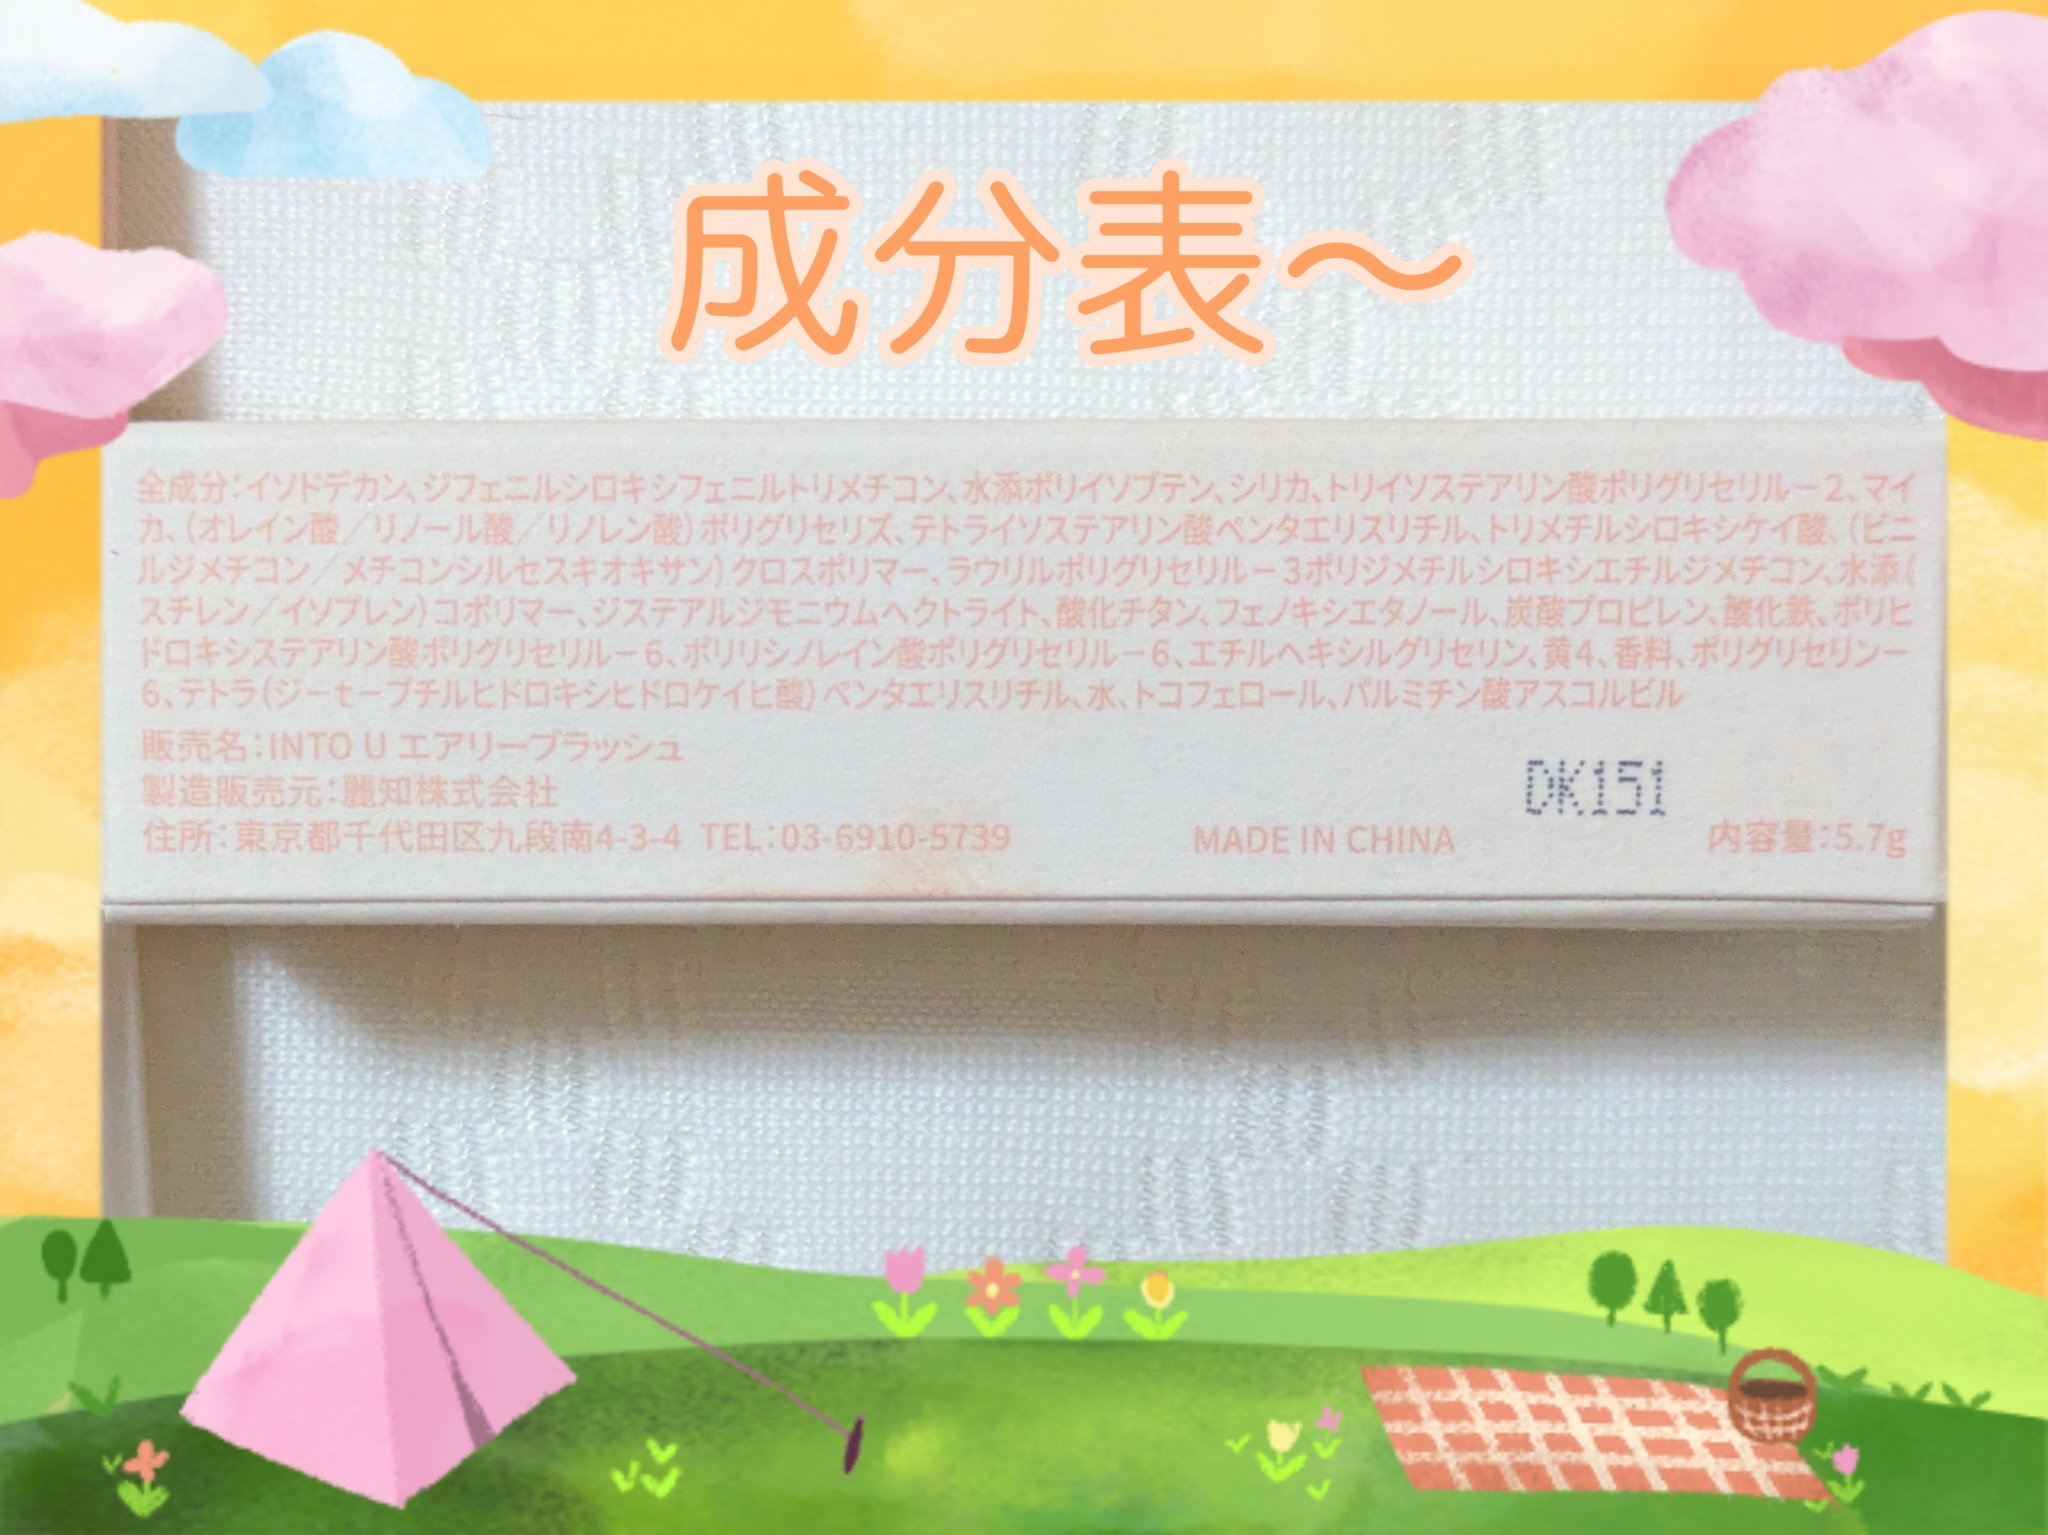 成分表～
全成分：イソドデカン、ジフェニルシロキシフェニルトリメチコン、水添ポリイソブテン、シリカ、トリイソステアリン酸ポリグリセリル－2、マイ
カ、（オレイン酸／リノール酸／リノレン酸）ポリグリセリズ、テトライソステアリン酸ペンタエリスリチル、トリメチルシロキシケイ酸、（ビニ
ルジメチコン／メチコンシルセスキオキサン）クロスポリマー、ラウリルポリグリセリル－3ポリジメチルシロキシエチルジメチコン、水添（
スチレン／イソプレン）コポリマー、ジステアルジモニウムヘクトライト、酸化チタン、フェノキシエタノール、炭酸プロピレン、酸化鉄、ポリヒ
ドロキシステアリン酸ポリグリセリル－6、ポリリシノレイン酸ポリグリセリル－6、エチルヘキシルグリセリン、黄4、香料、ポリグリセリン－
6、テトラ（ジーt－ブチルヒドロキシヒドロケイヒ酸）ペンタエリスリチル、水、トコフェロール、パルミチン酸アスコルビル
販売名：INTO U エアリーブラッシュ
製造販売元：麗知株式会社
DK151
住所：東京都千代田区九段南4-3-4 TEL：03-6910-5739 MADE IN CHINA 内容量：5.7g